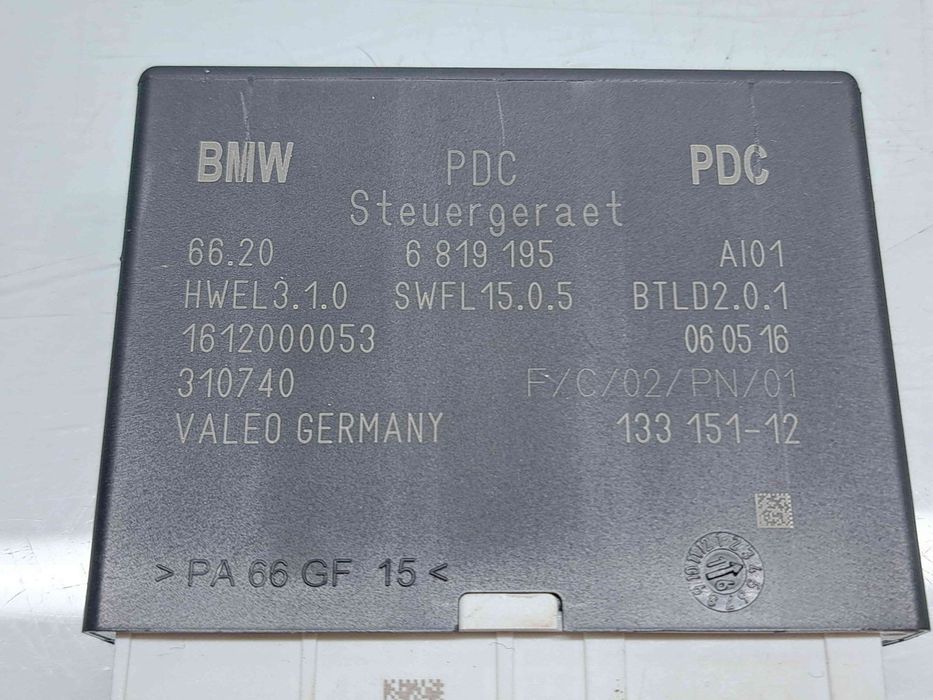 BMW PDC PDC
Steuergeraet
66.20 6 819 195 AI01
HWEL3.1.0 SWFL15.0.5 BTLD2.0.1
1612000053 06 05 16
310740 F/C/02/PN/01
VALEO GERMANY 133 151-12
> PA 66 GF 15 <